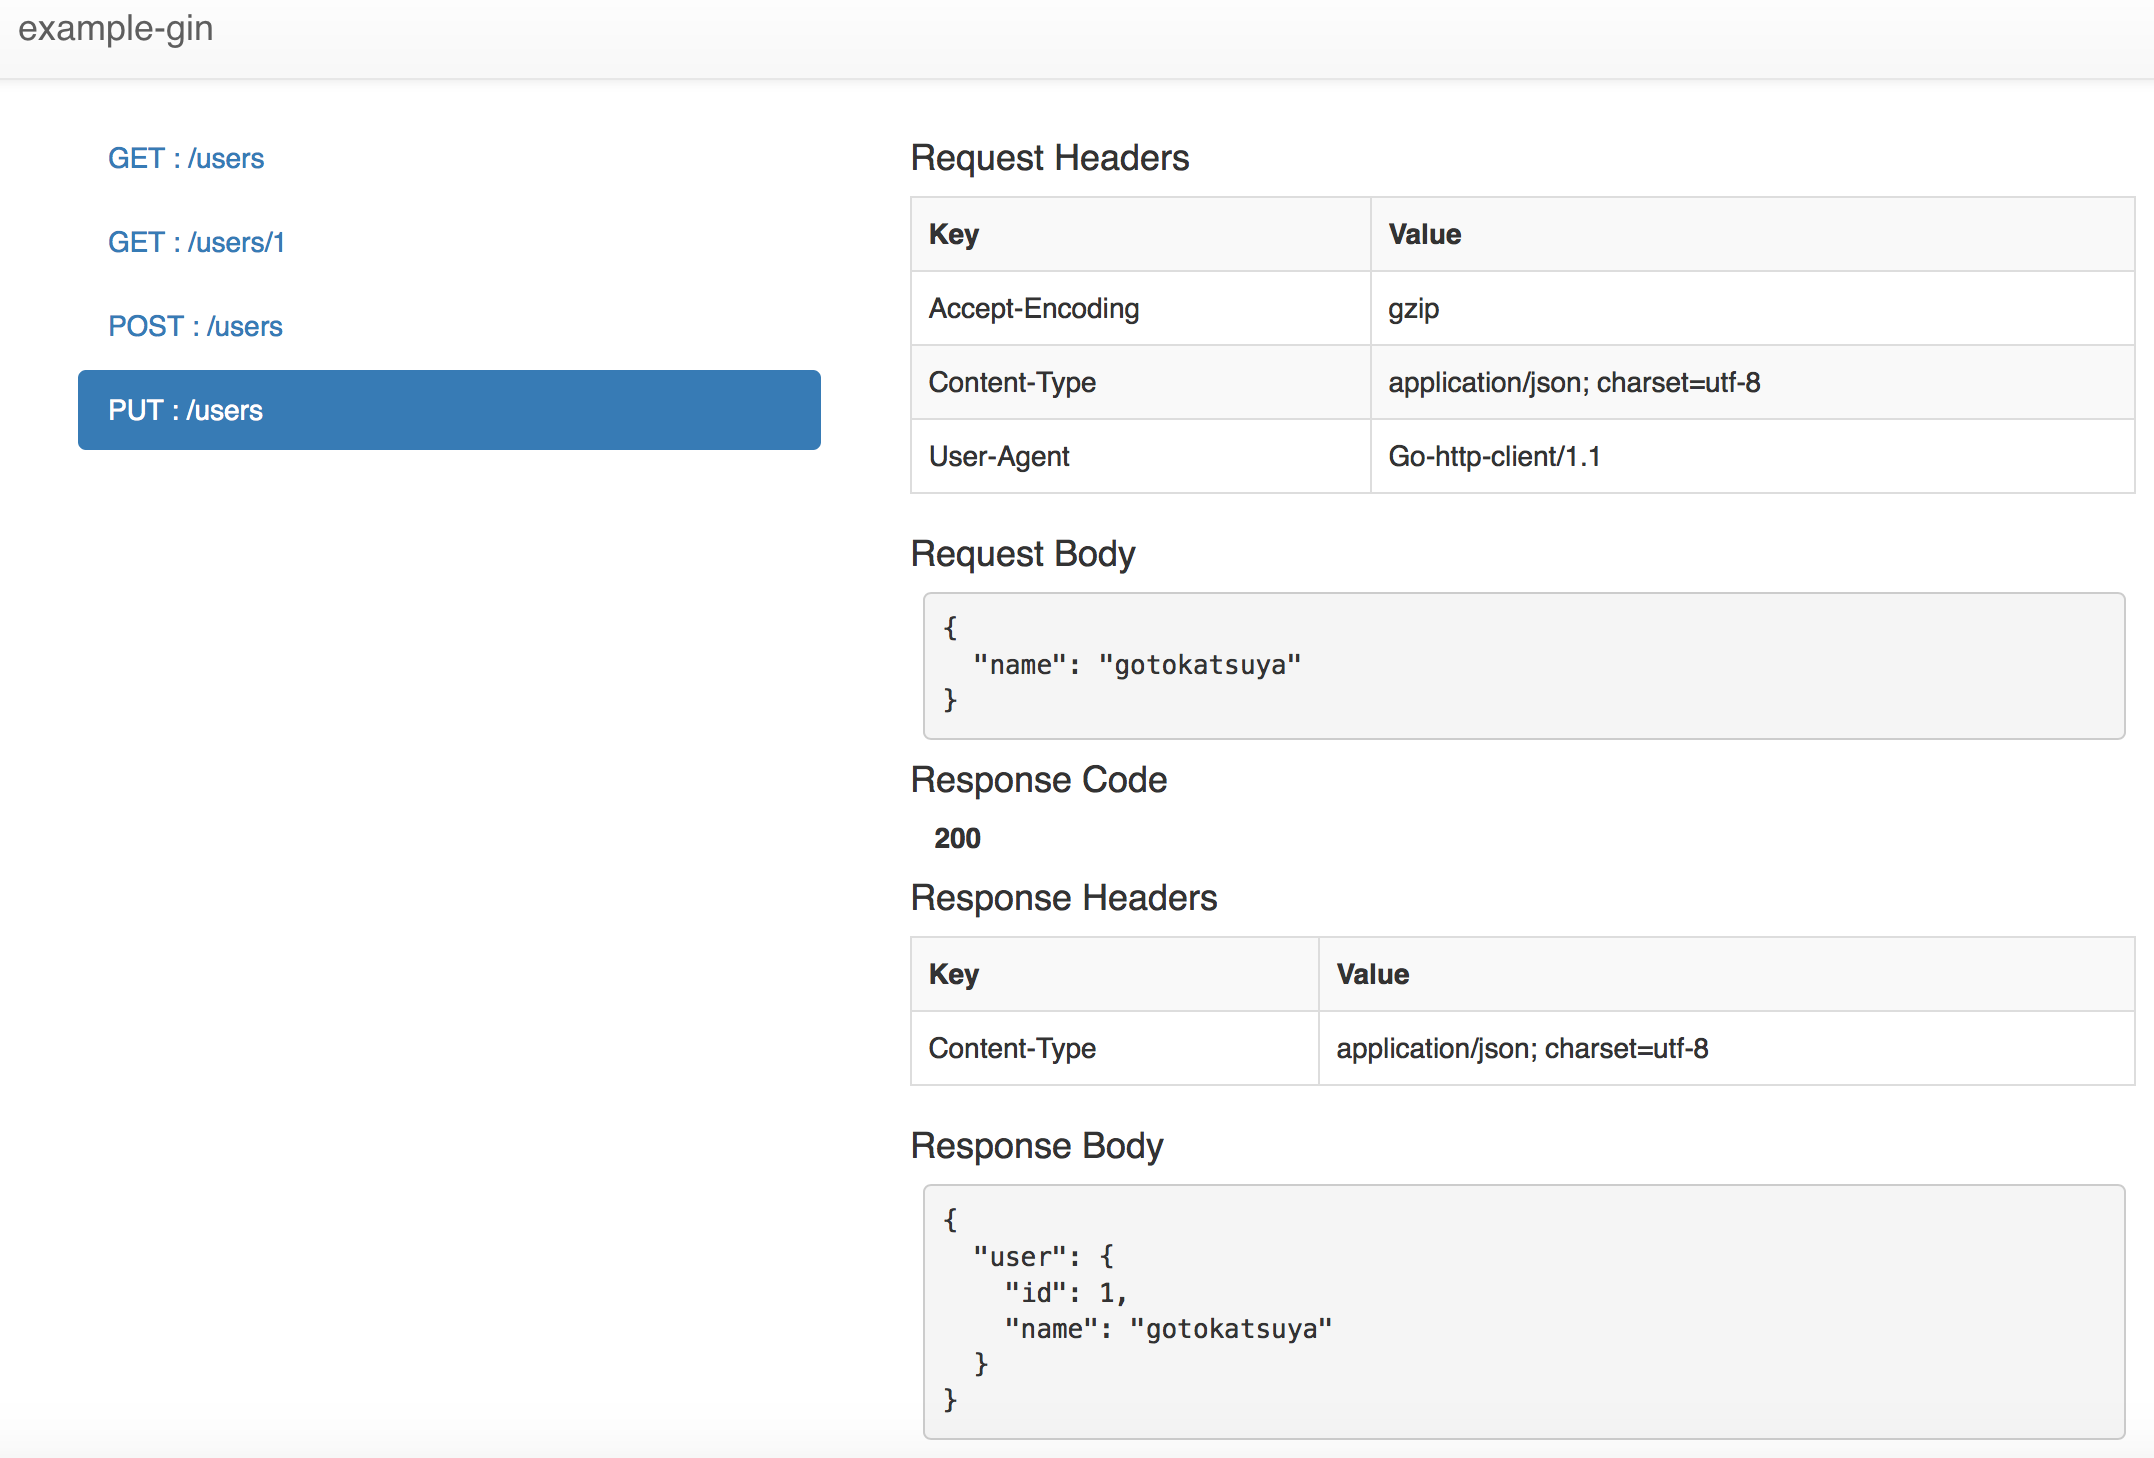 example-gin
GET : /users
GET : /users/1
POST : /users
PUT : /users
Request Headers
Key Value
Accept-Encoding gzip
Content-Type application/json; charset=utf-8
User-Agent Go-http-client/1.1
Request Body
{
  "name": "gotokatsuya"
}
Response Code
200
Response Headers
Key Value
Content-Type application/json; charset=utf-8
Response Body
{
  "user": {
    "id": 1,
    "name": "gotokatsuya"
  }
}